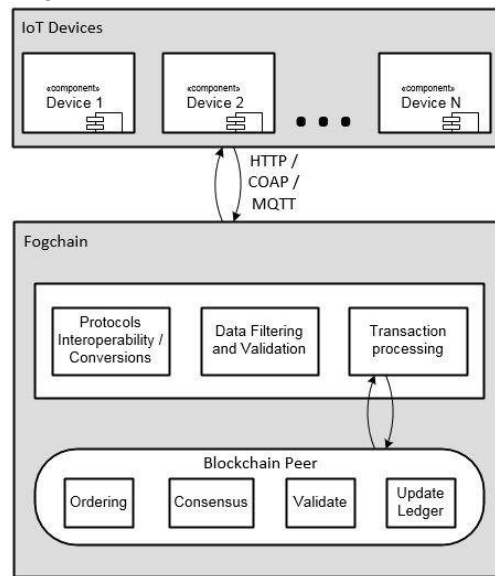 IoT Devices
«component»
Device 1
«component»
Device 2
«component»
Device N
HTTP /
COAP /
MQTT
Fogchain
Protocols
Interoperability /
Conversions
Data Filtering
and Validation
Transaction
processing
Blockchain Peer
Ordering
Consensus
Validate
Update
Ledger